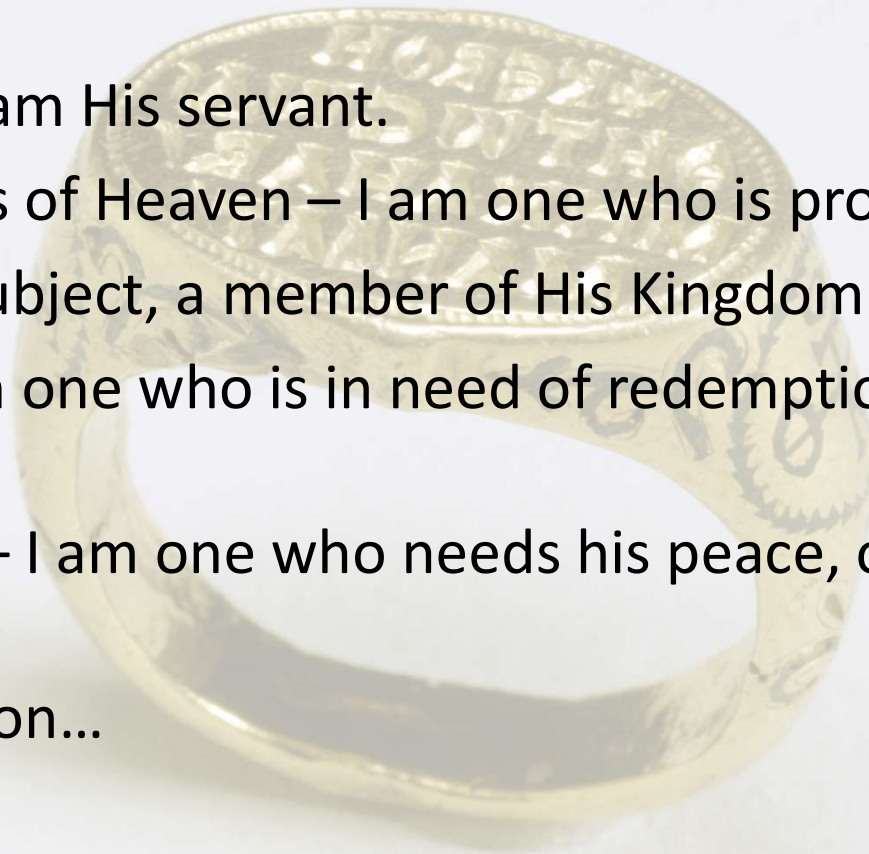 am His servant.
s of Heaven – I am one who is pro
ubject, a member of His Kingdom
one who is in need of redemptio
- I am one who needs his peace, o
on…